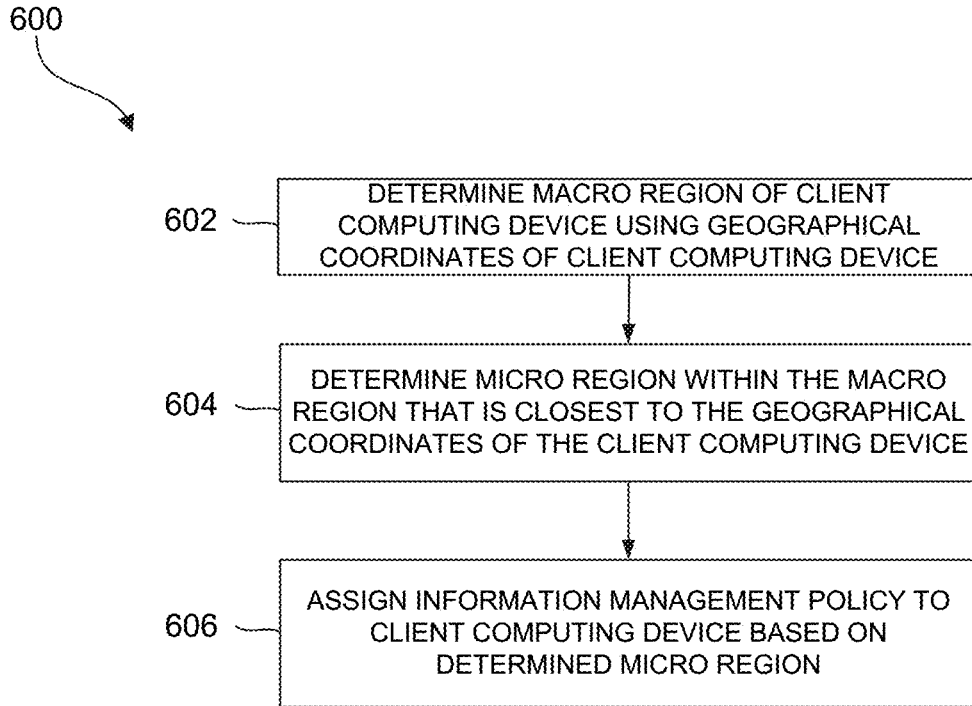 600
602
DETERMINE MACRO REGION OF CLIENT
COMPUTING DEVICE USING GEOGRAPHICAL
COORDINATES OF CLIENT COMPUTING DEVICE
604
DETERMINE MICRO REGION WITHIN THE MACRO
REGION THAT IS CLOSEST TO THE GEOGRAPHICAL
COORDINATES OF THE CLIENT COMPUTING DEVICE
606
ASSIGN INFORMATION MANAGEMENT POLICY TO
CLIENT COMPUTING DEVICE BASED ON
DETERMINED MICRO REGION